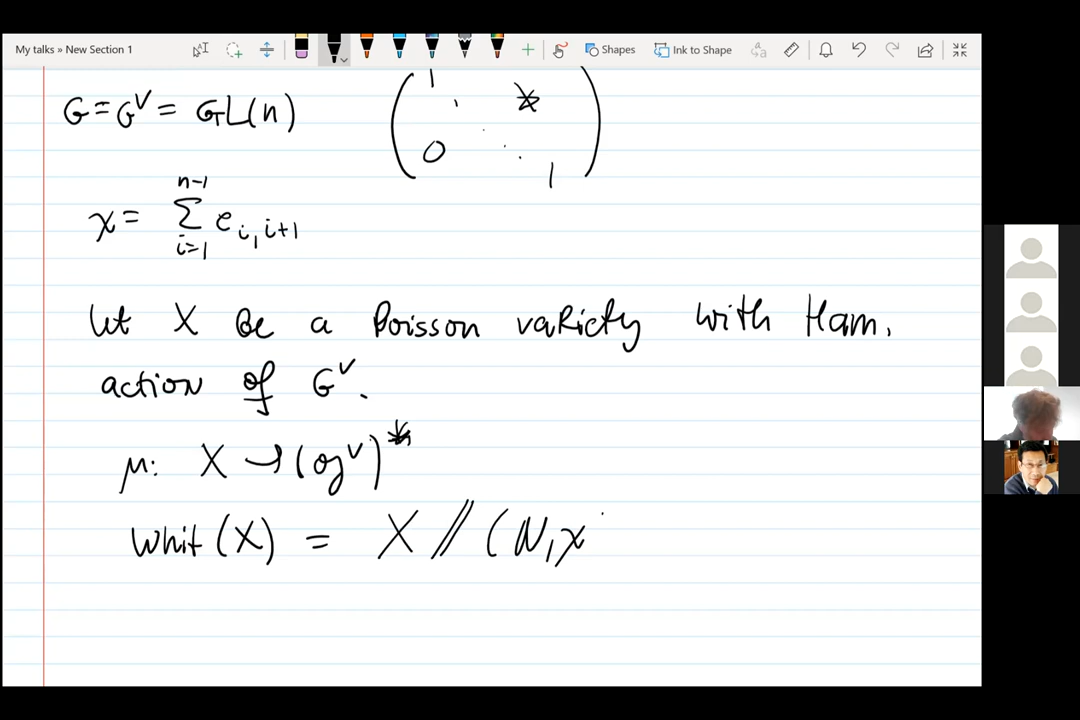 My talks » New Section 1
Shapes
Ink to Shape
G = G^∨ = GL(n)
( 1 ⋱ * 0 ⋱ 1 )
χ = Σ_{i=1}^{n-1} e_{i,i+1}
Let X be a Poisson variety with Ham.
action of G^∨.
μ: X → (𝔤^∨)^*
Whit(X) = X // (N, χ